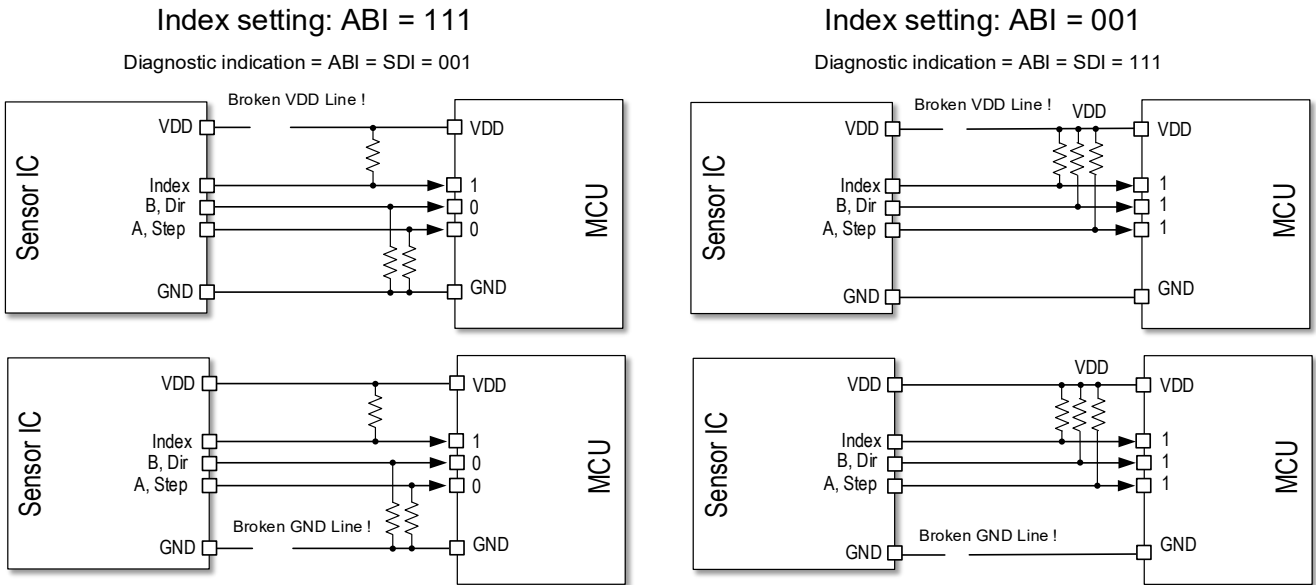 Index setting: ABI = 111
Diagnostic indication = ABI = SDI = 001
Broken VDD Line !
VDD
VDD
Sensor IC
Index
1
B, Dir
0
A, Step
0
MCU
GND
GND
VDD
VDD
Sensor IC
Index
1
B, Dir
0
A, Step
0
MCU
Broken GND Line !
GND
GND
Index setting: ABI = 001
Diagnostic indication = ABI = SDI = 111
Broken VDD Line !
VDD
VDD
VDD
Sensor IC
Index
1
B, Dir
1
A, Step
1
MCU
GND
GND
VDD
VDD
VDD
Sensor IC
Index
1
B, Dir
1
A, Step
1
MCU
Broken GND Line !
GND
GND